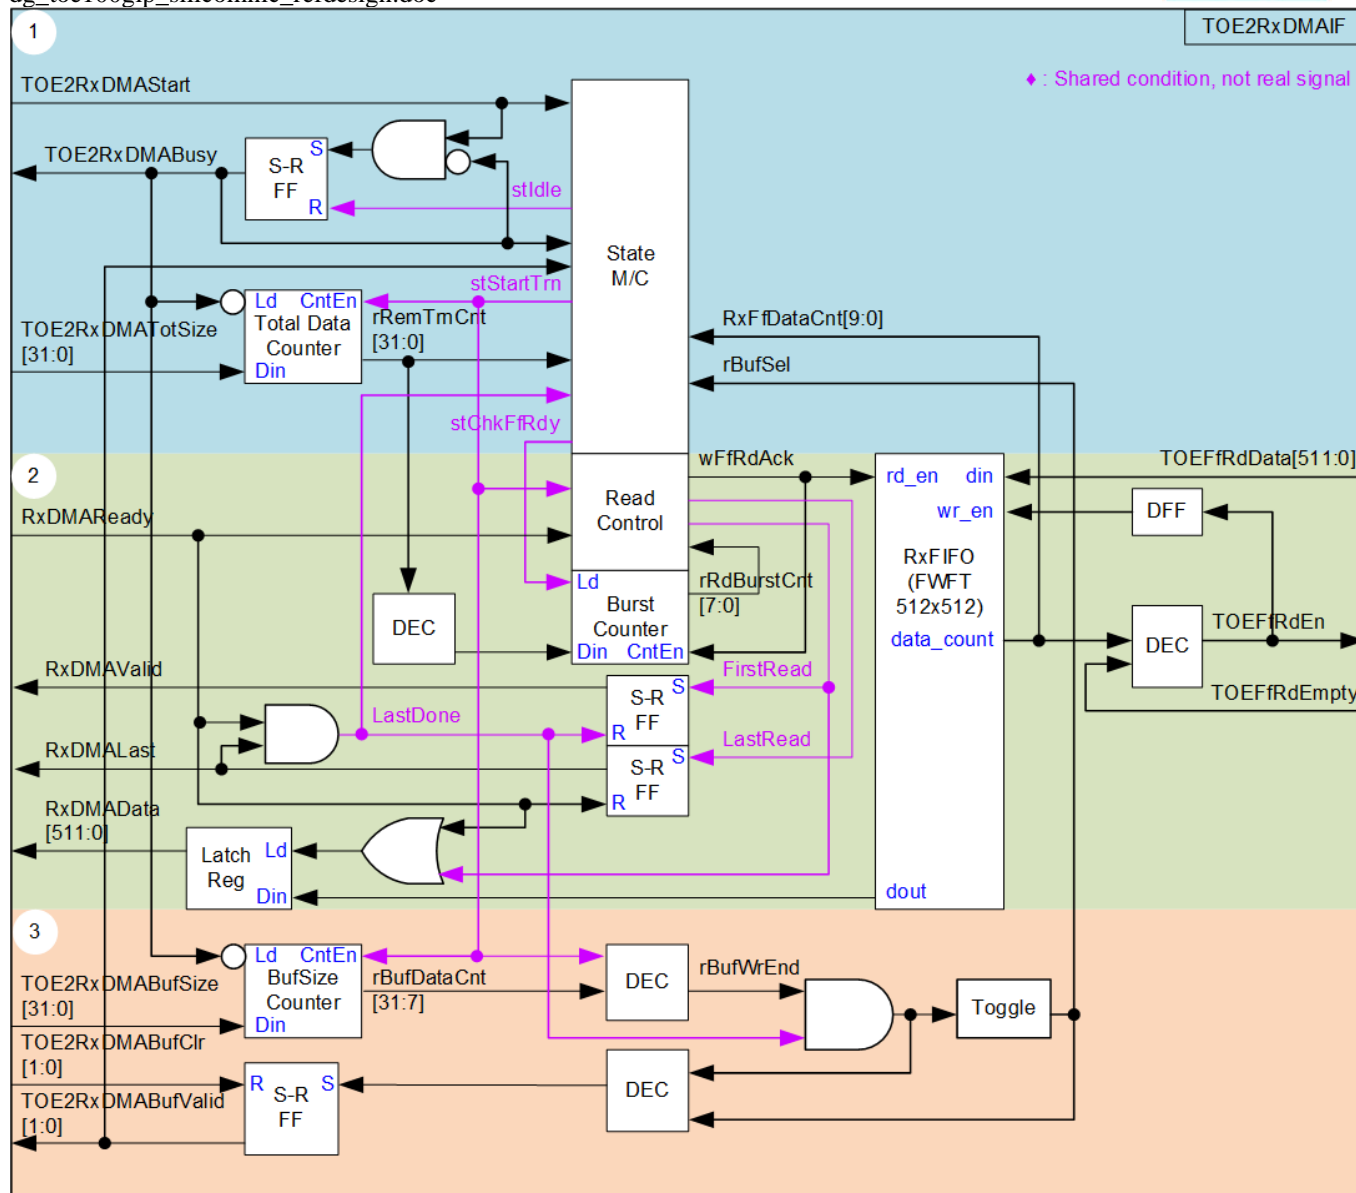 dg_toe100gip_smcomme_refdesign.doc
1
TOE2RxDMAIF
TOE2RxDMAStart
♦ : Shared condition, not real signal
TOE2RxDMABusy
S-R
FF
S
R
stIdle
State
M/C
stStartTrn
Ld CntEn
Total Data
Counter
Din
TOE2RxDMATotSize
[31:0]
rRemTrnCnt
[31:0]
RxFfDataCnt[9:0]
rBufSel
stChkFfRdy
2
wFfRdAck
TOEFfRdData[511:0]
rd_en din
wr_en
DFF
Read
Control
RxDMAReady
RxFIFO
(FWFT
512x512)
data_count
dout
Ld
Burst
Counter
Din CntEn
rRdBurstCnt
[7:0]
DEC
DEC
TOEFfRdEn
TOEFfRdEmpty
RxDMAValid
FirstRead
S-R
FF
S
R
LastDone
LastRead
RxDMALast
S-R
FF
S
R
RxDMAData
[511:0]
Latch
Reg
Ld
Din
3
Ld CntEn
BufSize
Counter
Din
TOE2RxDMABufSize
[31:0]
rBufDataCnt
[31:7]
DEC
rBufWrEnd
Toggle
TOE2RxDMABufClr
[1:0]
TOE2RxDMABufValid
[1:0]
R S
S-R
FF
DEC